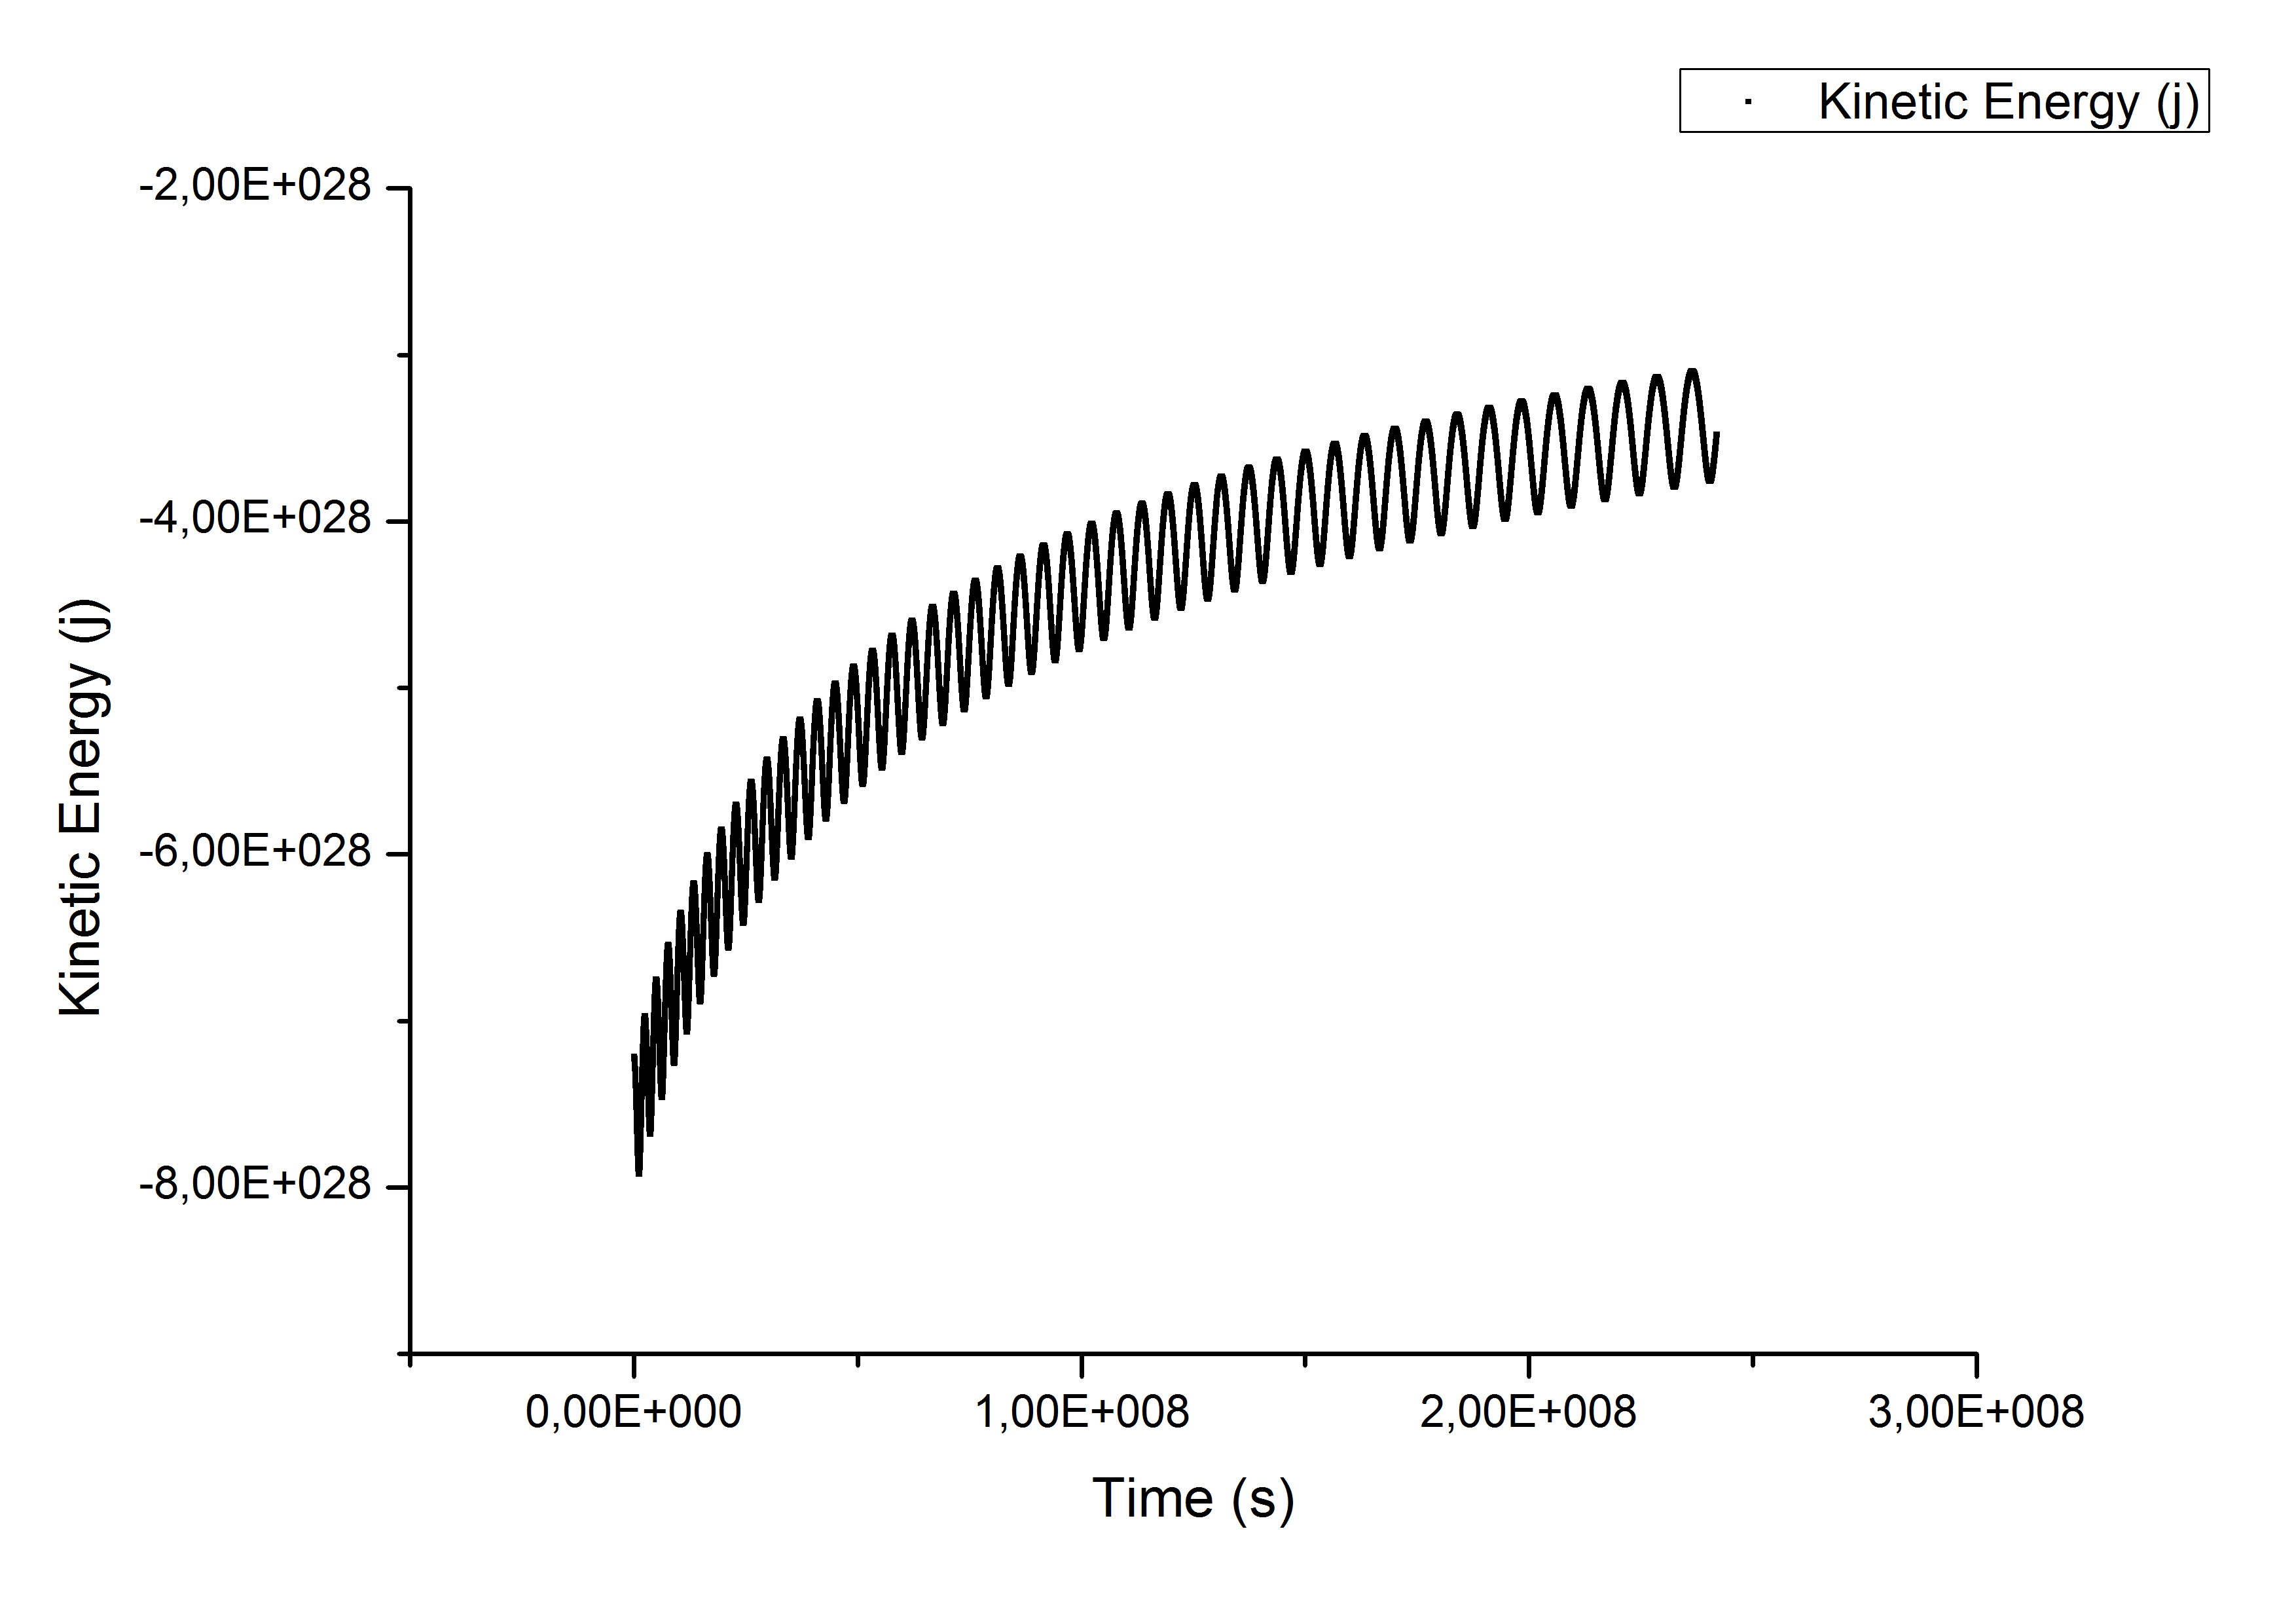 Kinetic Energy (j)
-2,00E+028
-4,00E+028
-6,00E+028
-8,00E+028
Kinetic Energy (j)
0,00E+000
1,00E+008
2,00E+008
3,00E+008
Time (s)